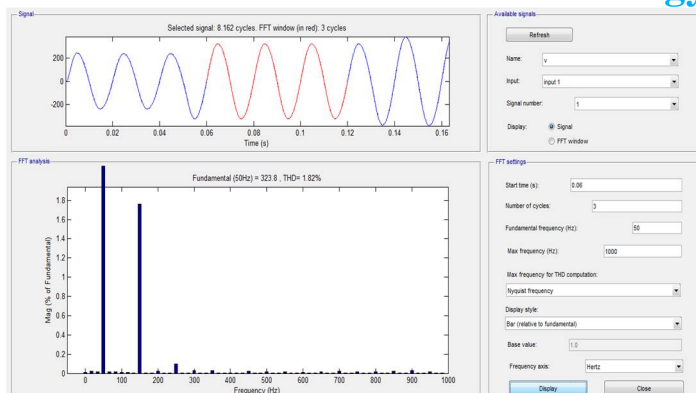 Signal
Selected signal: 8.162 cycles. FFT window (in red): 3 cycles
200
0
-200
0 0.02 0.04 0.06 0.08 0.1 0.12 0.14 0.16
Time (s)
FFT analysis
Fundamental (50Hz) = 323.8 , THD= 1.82%
Mag (% of Fundamental)
1.8
1.6
1.4
1.2
1
0.8
0.6
0.4
0.2
0
0 100 200 300 400 500 600 700 800 900 1000
Frequency (Hz)
Available signals
Refresh
Name: v
Input: input 1
Signal number: 1
Display: Signal
FFT window
FFT settings
Start time (s): 0.06
Number of cycles: 3
Fundamental frequency (Hz): 50
Max frequency (Hz): 1000
Max frequency for THD computation:
Nyquist frequency
Display style:
Bar (relative to fundamental)
Base value: 1.0
Frequency axis: Hertz
Display Close